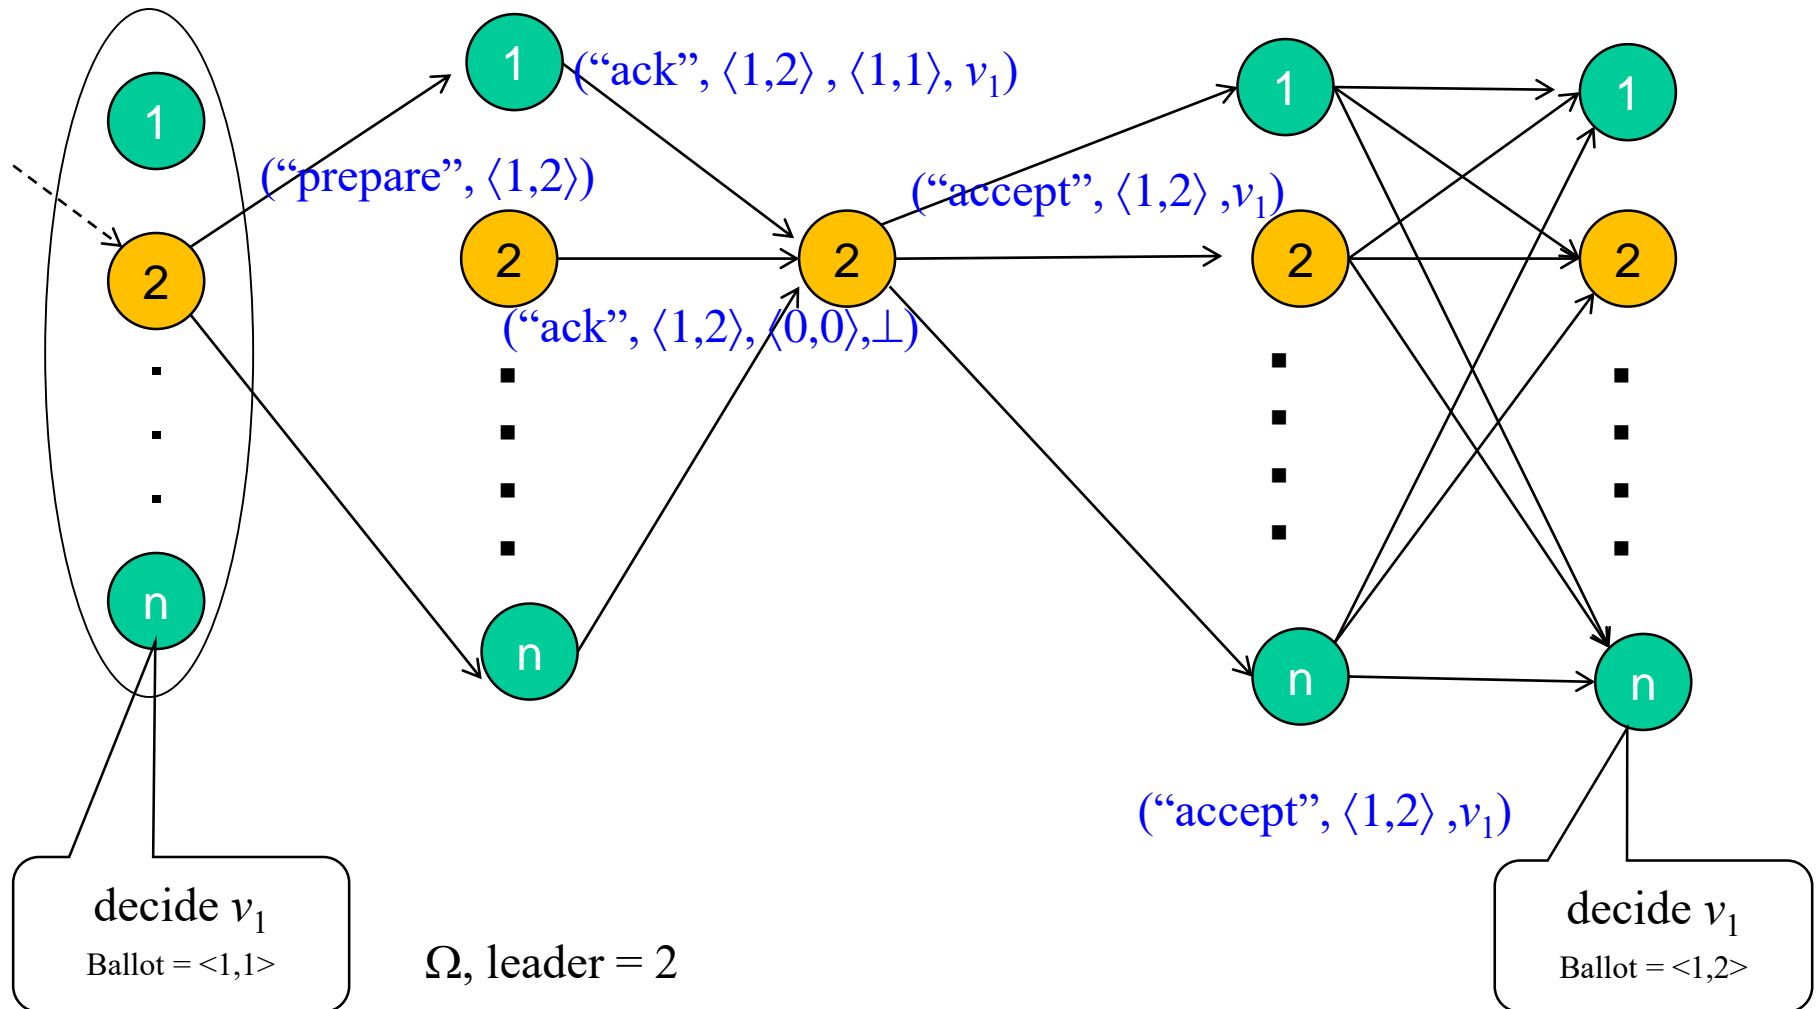 1
2
n
1
2
n
2
1
2
n
1
2
n
(“ack”, ⟨1,2⟩ , ⟨1,1⟩, v₁)
(“prepare”, ⟨1,2⟩)
(“accept”, ⟨1,2⟩ ,v₁)
(“ack”, ⟨1,2⟩, ⟨0,0⟩,⊥)
(“accept”, ⟨1,2⟩ ,v₁)
decide v₁
Ballot = <1,1>
Ω, leader = 2
decide v₁
Ballot = <1,2>